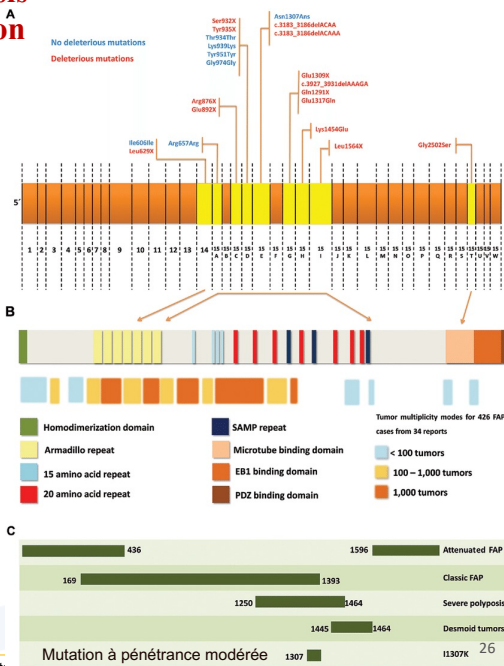 on
A
No deleterious mutations
Deleterious mutations
Ser932X
Tyr935X
Thr934Thr
Lys939Lys
Tyr951Tyr
Gly974Gly
Asn1307Ans
c.3183_3186delACAA
c.3183_3186delACAAA
Arg876X
Glu892X
Glu1309X
c.3927_3931delAAAGA
Gln1291X
Glu1317Gln
Ile606Ile
Leu629X
Arg657Arg
Lys1454Glu
Leu1564X
Gly2502Ser
5´
1 2 3 4 5 6 7 8 9 10 11 12 13 14 15 A 15 B 15 C 15 D 15 E 15 F 15 G 15 H 15 I 15 J 15 K 15 L 15 M 15 N 15 O 15 P 15 Q 15 R 15 S 15 T 15 U 15 V 15 W
B
Homodimerization domain
Armadillo repeat
15 amino acid repeat
20 amino acid repeat
SAMP repeat
Microtube binding domain
EB1 binding domain
PDZ binding domain
Tumor multiplicity modes for 426 FAP
cases from 34 reports
< 100 tumors
100 – 1,000 tumors
1,000 tumors
C
436 1596 Attenuated FAP
169 1393 Classic FAP
1250 1464 Severe polyposis
1445 1464 Desmoid tumors
Mutation à pénétrance modérée 1307 I1307K 26